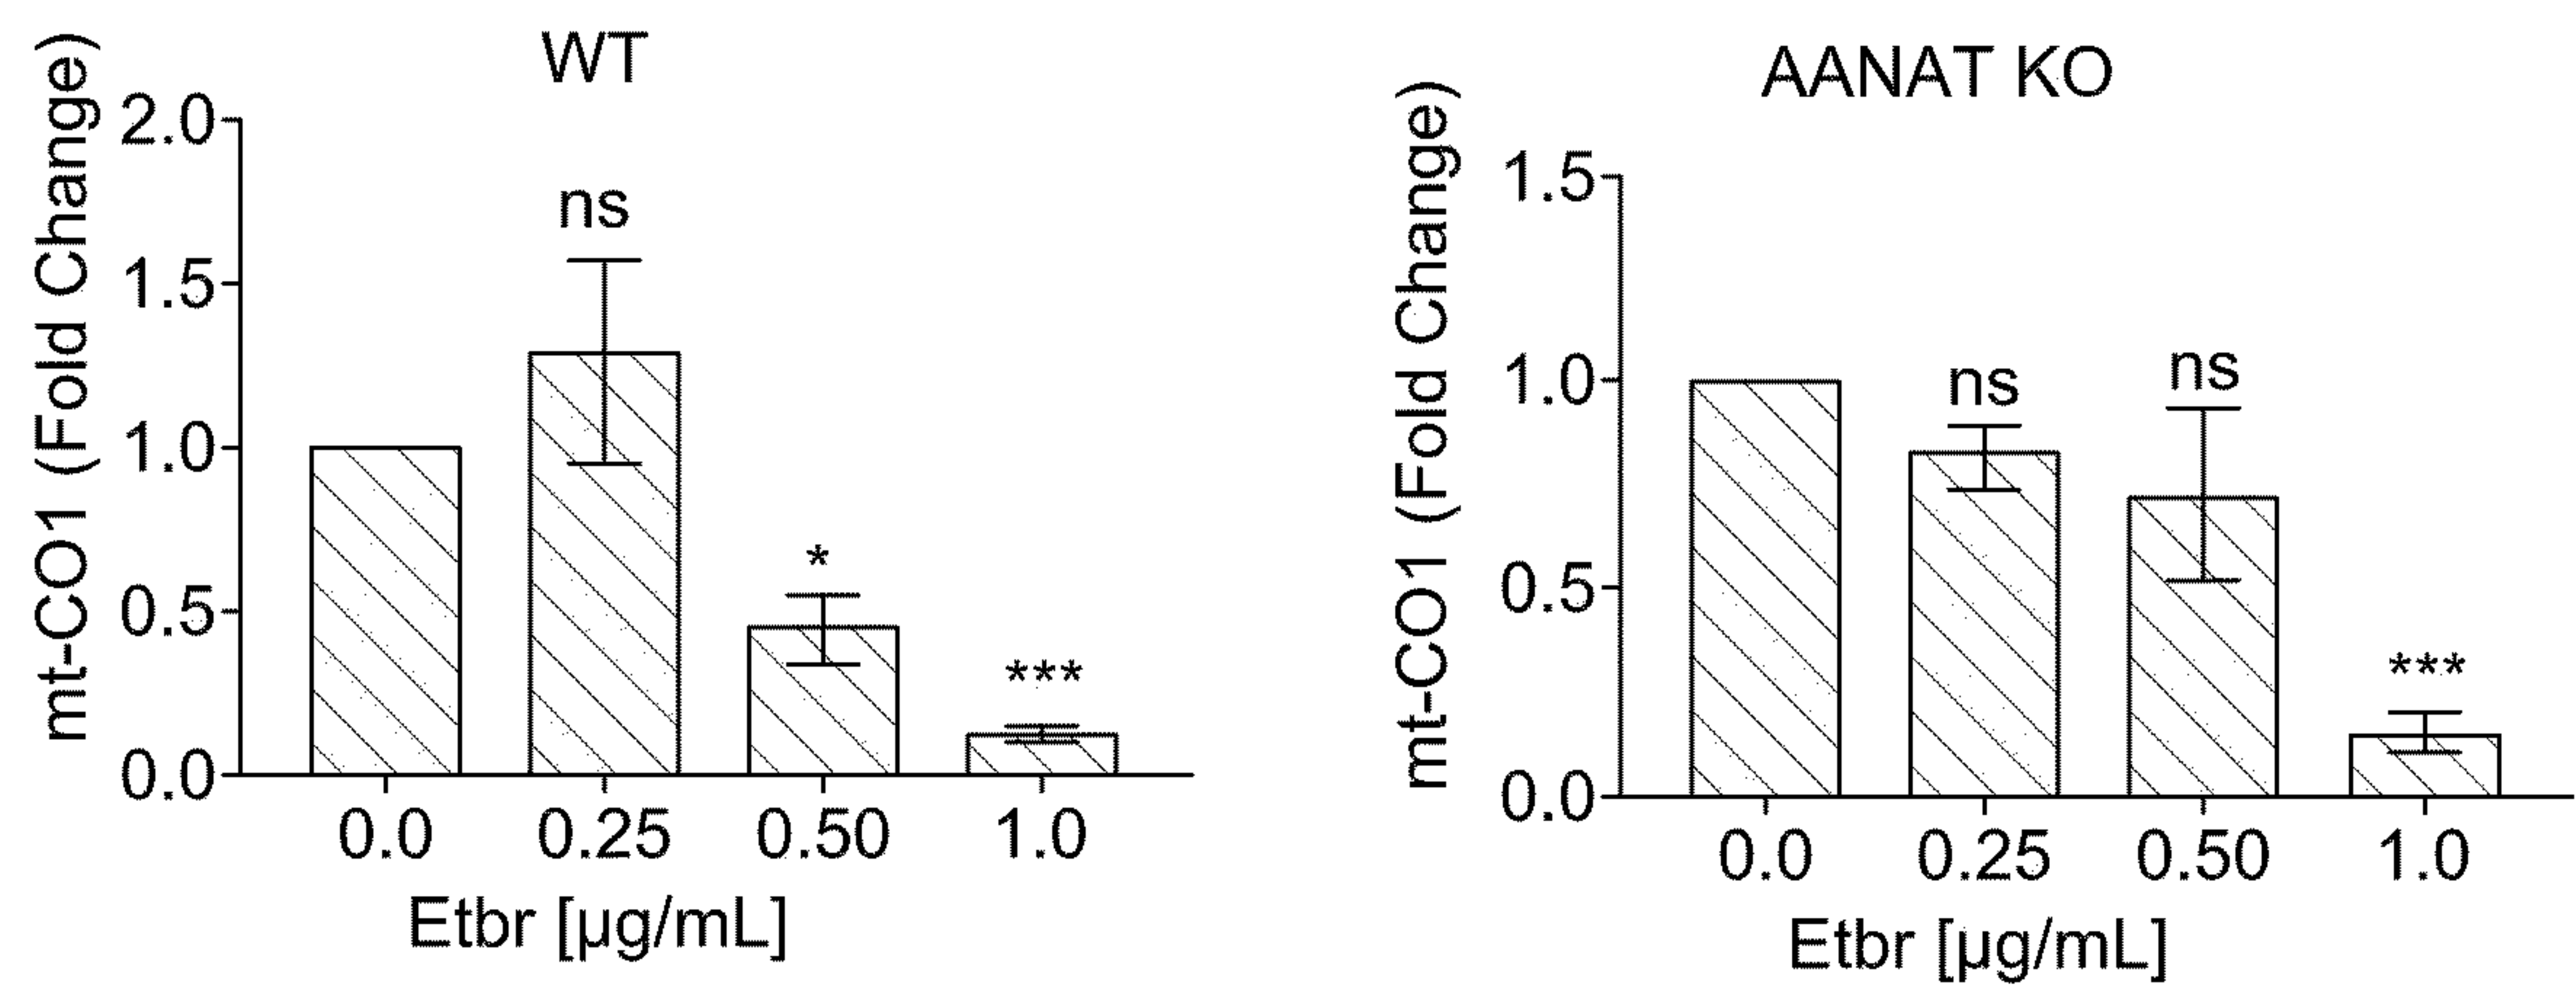 WT
mt-CO1 (Fold Change)
2.0
1.5
1.0
0.5
0.0
ns
*
***
0.0 0.25 0.50 1.0
Etbr [µg/mL]
AANAT KO
mt-CO1 (Fold Change)
1.5
1.0
0.5
0.0
ns
ns
***
0.0 0.25 0.50 1.0
Etbr [µg/mL]